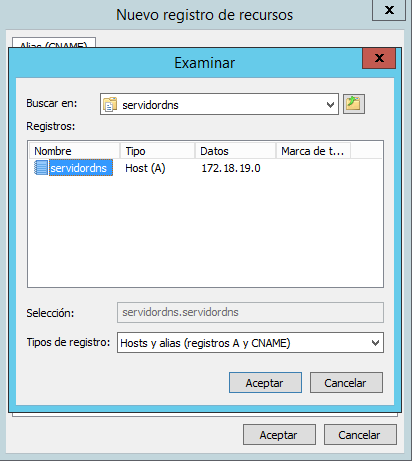 Nuevo registro de recursos
x
Alias (CNAME)
Examinar
x
Buscar en: servidordns
Registros:
Nombre Tipo Datos Marca de t...
servidordns Host (A) 172.18.19.0
Selección: servidordns.servidordns
Tipos de registro: Hosts y alias (registros A y CNAME)
Aceptar Cancelar
Aceptar Cancelar